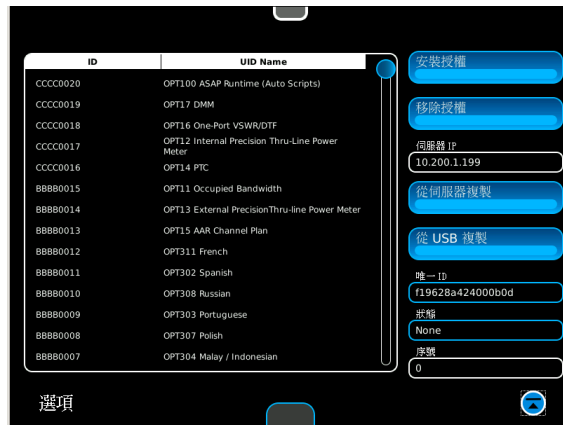 ID UID Name
CCCC0020 OPT100 ASAP Runtime (Auto Scripts)
CCCC0019 OPT17 DMM
CCCC0018 OPT16 One-Port VSWR/DTF
CCCC0017 OPT12 Internal Precision Thru-Line Power
Meter
CCCC0016 OPT14 PTC
BBBB0015 OPT11 Occupied Bandwidth
BBBB0014 OPT13 External PrecisionThru-line Power Meter
BBBB0013 OPT15 AAR Channel Plan
BBBB0012 OPT311 French
BBBB0011 OPT302 Spanish
BBBB0010 OPT308 Russian
BBBB0009 OPT303 Portuguese
BBBB0008 OPT307 Polish
BBBB0007 OPT304 Malay / Indonesian
安裝授權
移除授權
伺服器 IP
10.200.1.199
從伺服器複製
從 USB 複製
唯一 ID
f19628a424000b0d
狀態
None
序號
0
選項